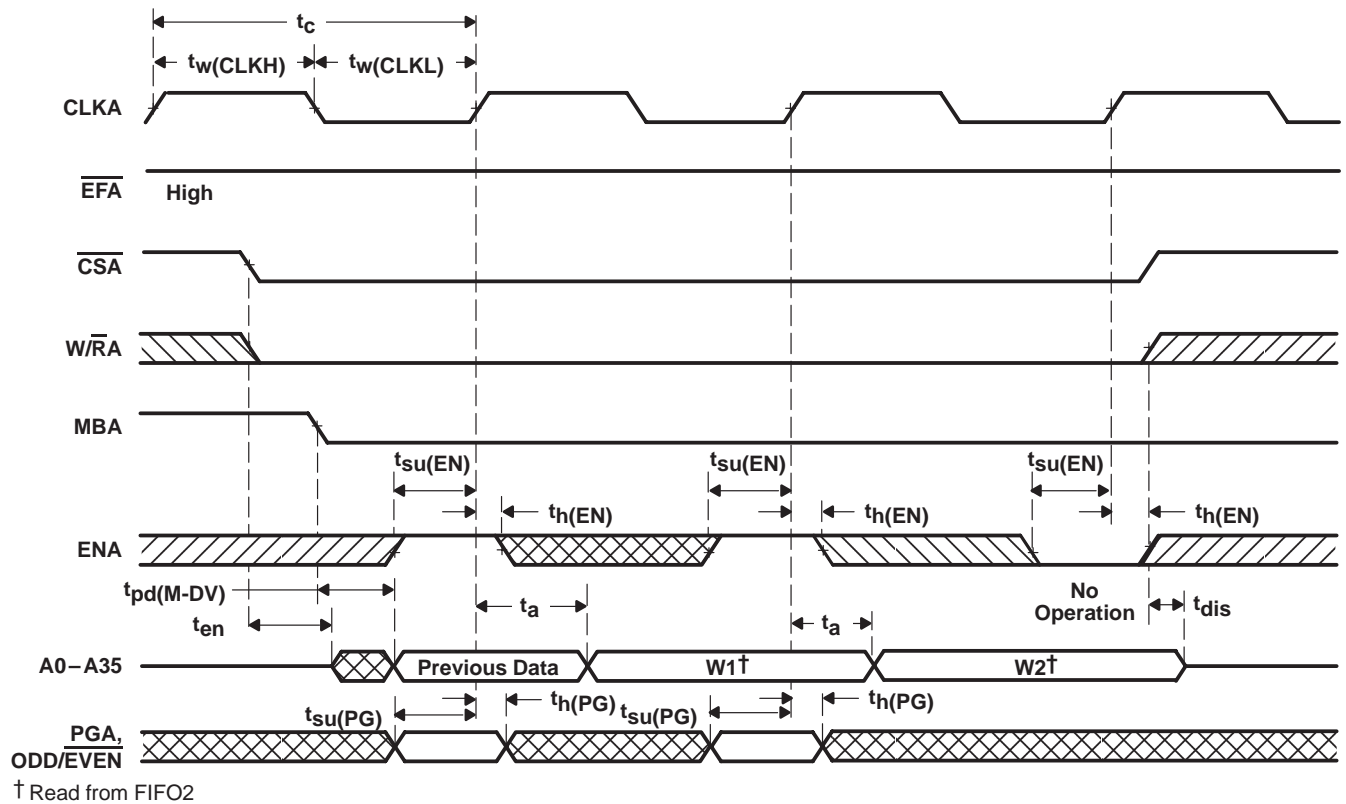 tc
tw(CLKH)
tw(CLKL)
CLKA
EFA
High
CSA
W/RA
MBA
tsu(EN)
tsu(EN)
tsu(EN)
th(EN)
th(EN)
th(EN)
ENA
tpd(M-DV)
ta
No
Operation
tdis
ten
ta
A0–A35
Previous Data
W1†
W2†
tsu(PG)
th(PG)
tsu(PG)
th(PG)
PGA,
ODD/EVEN
† Read from FIFO2